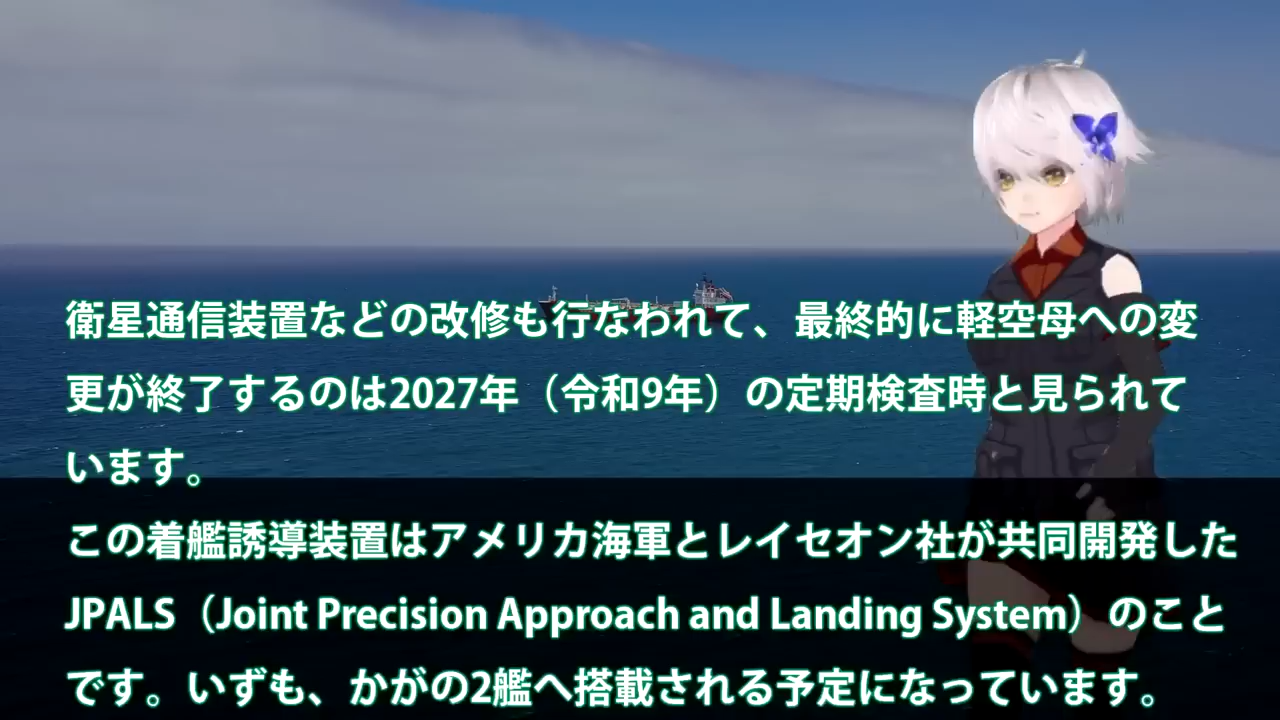 衛星通信装置などの改修も行なわれて、最終的に軽空母への変
更が終了するのは2027年（令和9年）の定期検査時と見られて
います。
この着艦誘導装置はアメリカ海軍とレイセオン社が共同開発した
JPALS（Joint Precision Approach and Landing System）のこと
です。いずも、かがの2艦へ搭載される予定になっています。